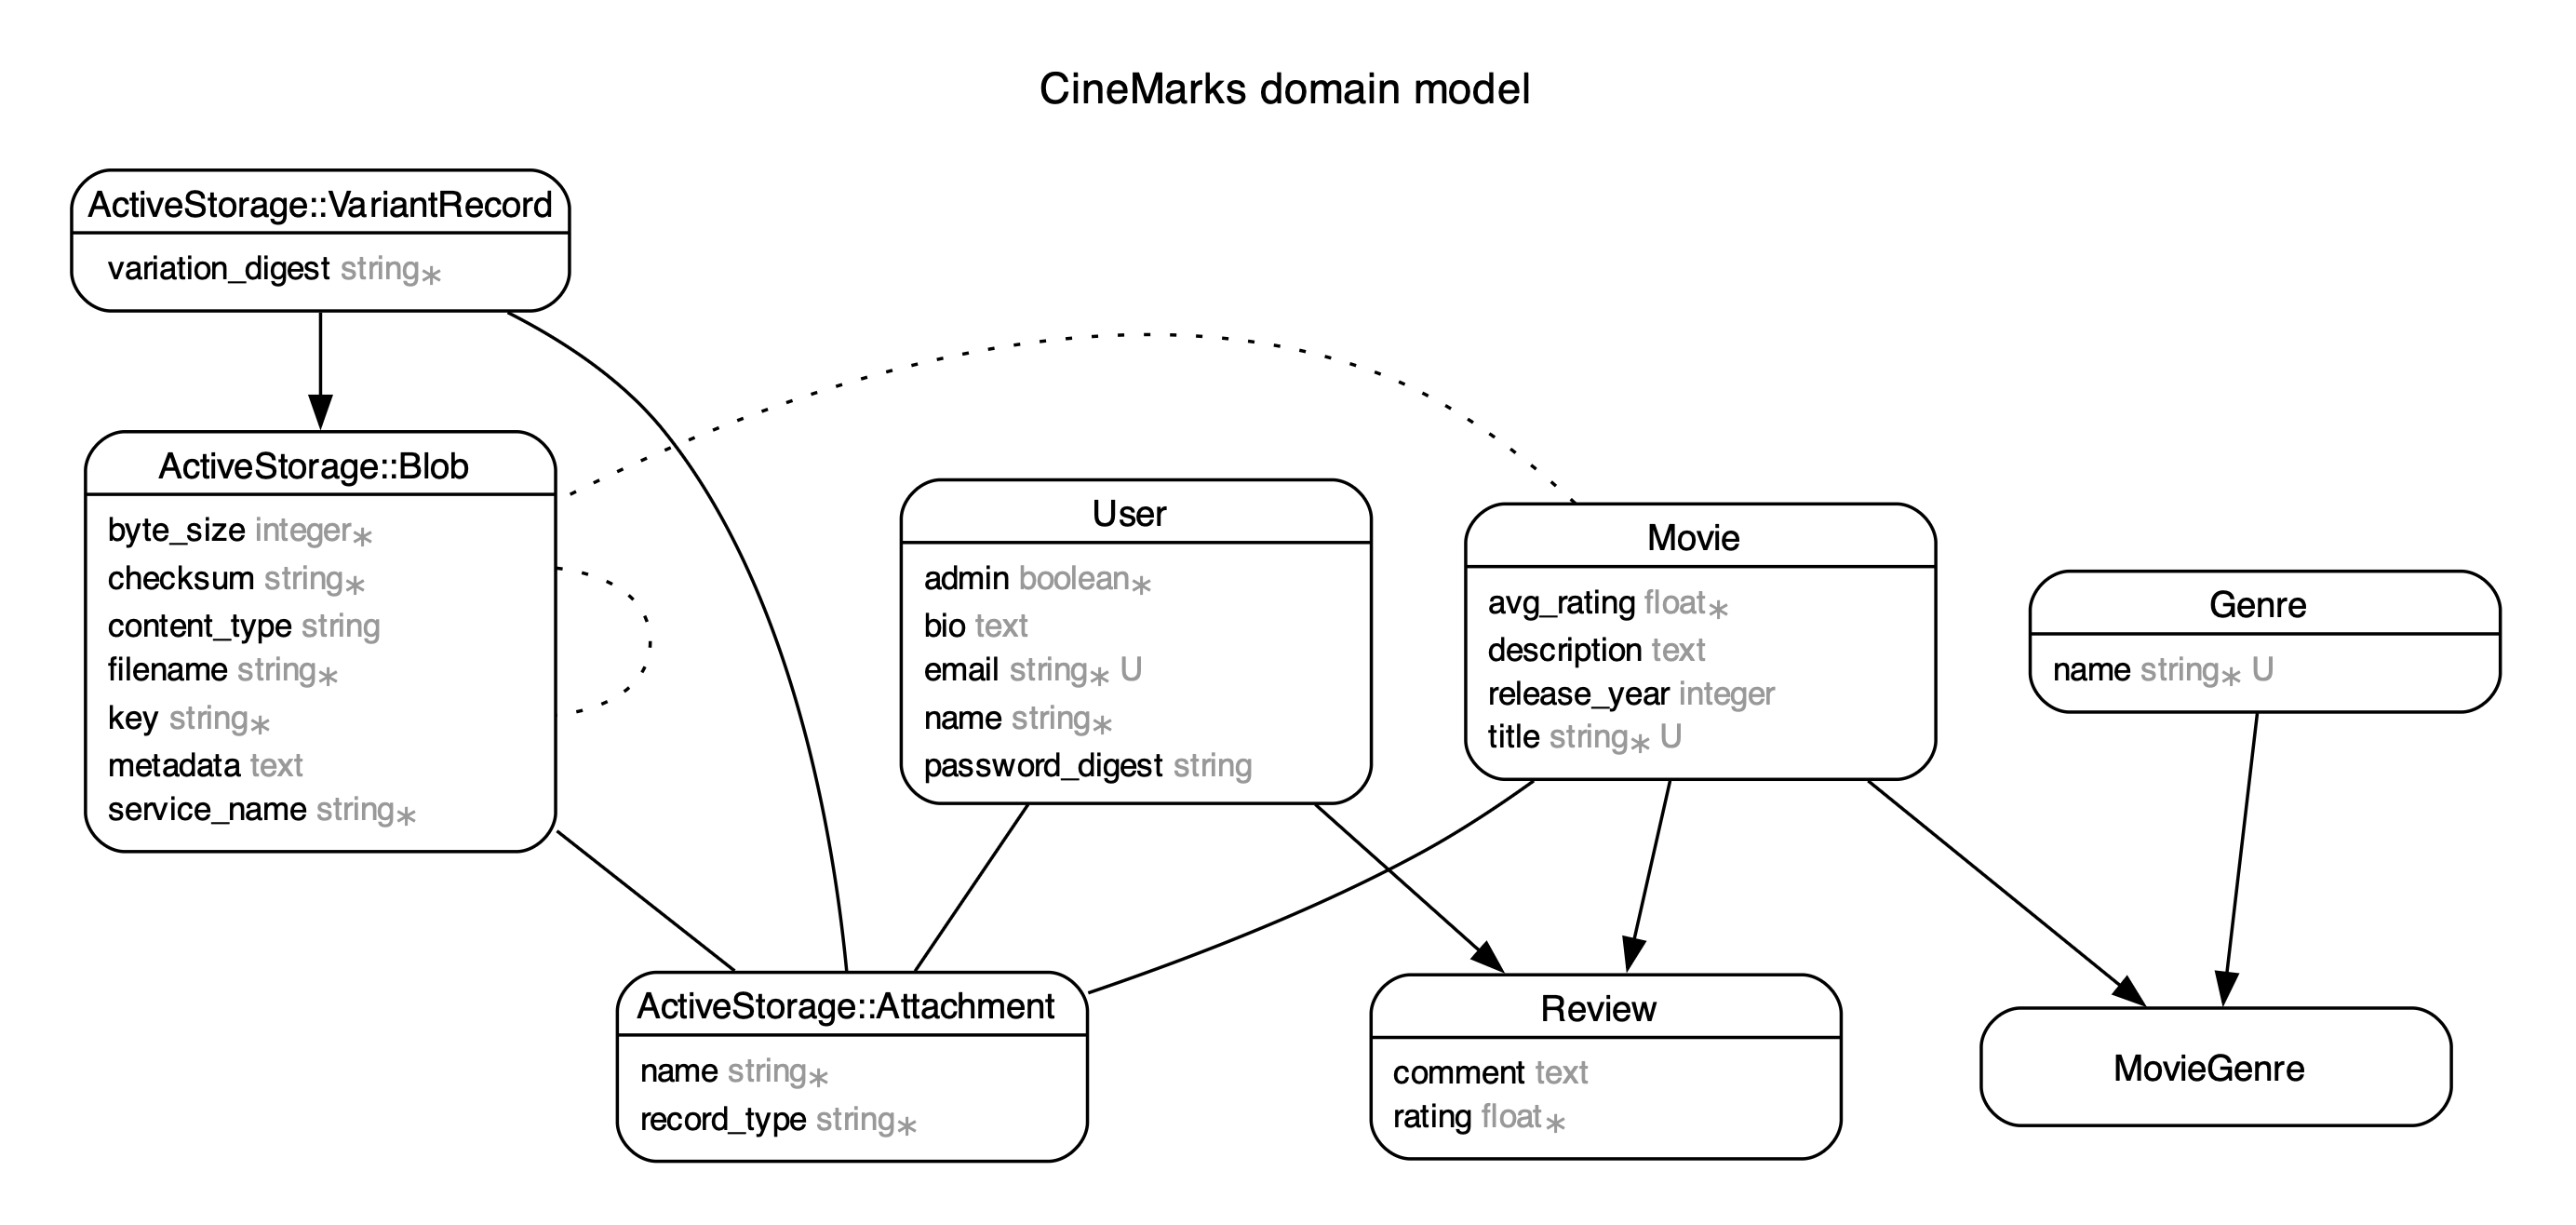 CineMarks domain model
ActiveStorage::VariantRecord
variation_digest string∗
ActiveStorage::Blob
byte_size integer∗
checksum string∗
content_type string
filename string∗
key string∗
metadata text
service_name string∗
User
admin boolean∗
bio text
email string∗ U
name string∗
password_digest string
Movie
avg_rating float∗
description text
release_year integer
title string∗ U
Genre
name string∗ U
ActiveStorage::Attachment
name string∗
record_type string∗
Review
comment text
rating float∗
MovieGenre